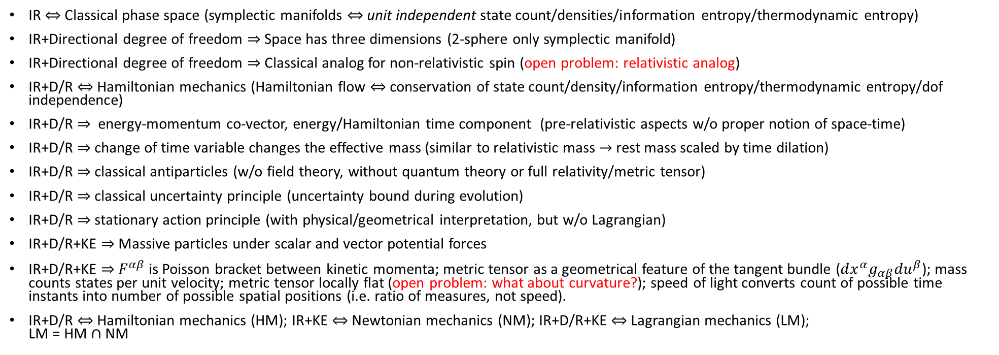 • IR ⇔ Classical phase space (symplectic manifolds ⇔ unit independent state count/densities/information entropy/thermodynamic entropy)
• IR+Directional degree of freedom ⇒ Space has three dimensions (2-sphere only symplectic manifold)
• IR+Directional degree of freedom ⇒ Classical analog for non-relativistic spin (open problem: relativistic analog)
• IR+D/R ⇔ Hamiltonian mechanics (Hamiltonian flow ⇔ conservation of state count/density/information entropy/thermodynamic entropy/dof
independence)
• IR+D/R ⇒ energy-momentum co-vector, energy/Hamiltonian time component (pre-relativistic aspects w/o proper notion of space-time)
• IR+D/R ⇒ change of time variable changes the effective mass (similar to relativistic mass → rest mass scaled by time dilation)
• IR+D/R ⇒ classical antiparticles (w/o field theory, without quantum theory or full relativity/metric tensor)
• IR+D/R ⇒ classical uncertainty principle (uncertainty bound during evolution)
• IR+D/R ⇒ stationary action principle (with physical/geometrical interpretation, but w/o Lagrangian)
• IR+D/R+KE ⇒ Massive particles under scalar and vector potential forces
• IR+D/R+KE ⇒ F^{αβ} is Poisson bracket between kinetic momenta; metric tensor as a geometrical feature of the tangent bundle (dx^α g_{αβ} du^β); mass
counts states per unit velocity; metric tensor locally flat (open problem: what about curvature?); speed of light converts count of possible time
instants into number of possible spatial positions (i.e. ratio of measures, not speed).
• IR+D/R ⇔ Hamiltonian mechanics (HM); IR+KE ⇔ Newtonian mechanics (NM); IR+D/R+KE ⇔ Lagrangian mechanics (LM);
LM = HM ∩ NM